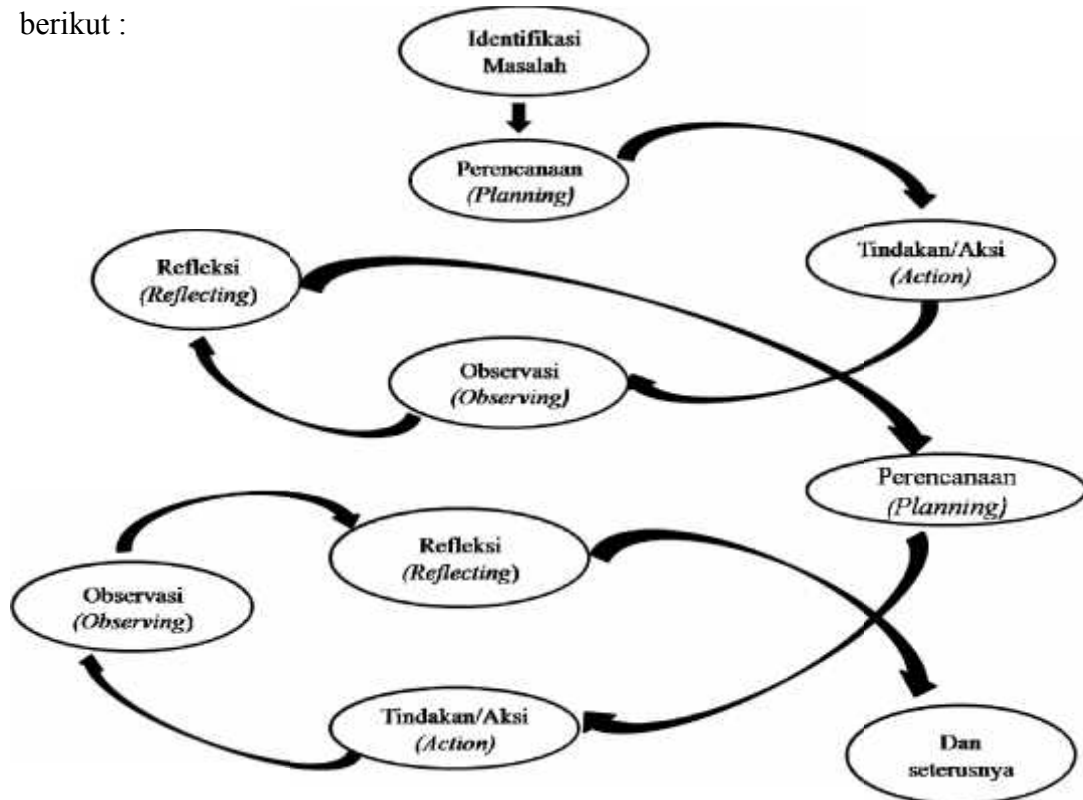 berikut :
Identifikasi
Masalah
Perencanaan
(Planning)
Tindakan/Aksi
(Action)
Observasi
(Observing)
Refleksi
(Reflecting)
Perencanaan
(Planning)
Tindakan/Aksi
(Action)
Observasi
(Observing)
Refleksi
(Reflecting)
Dan
seterusnya